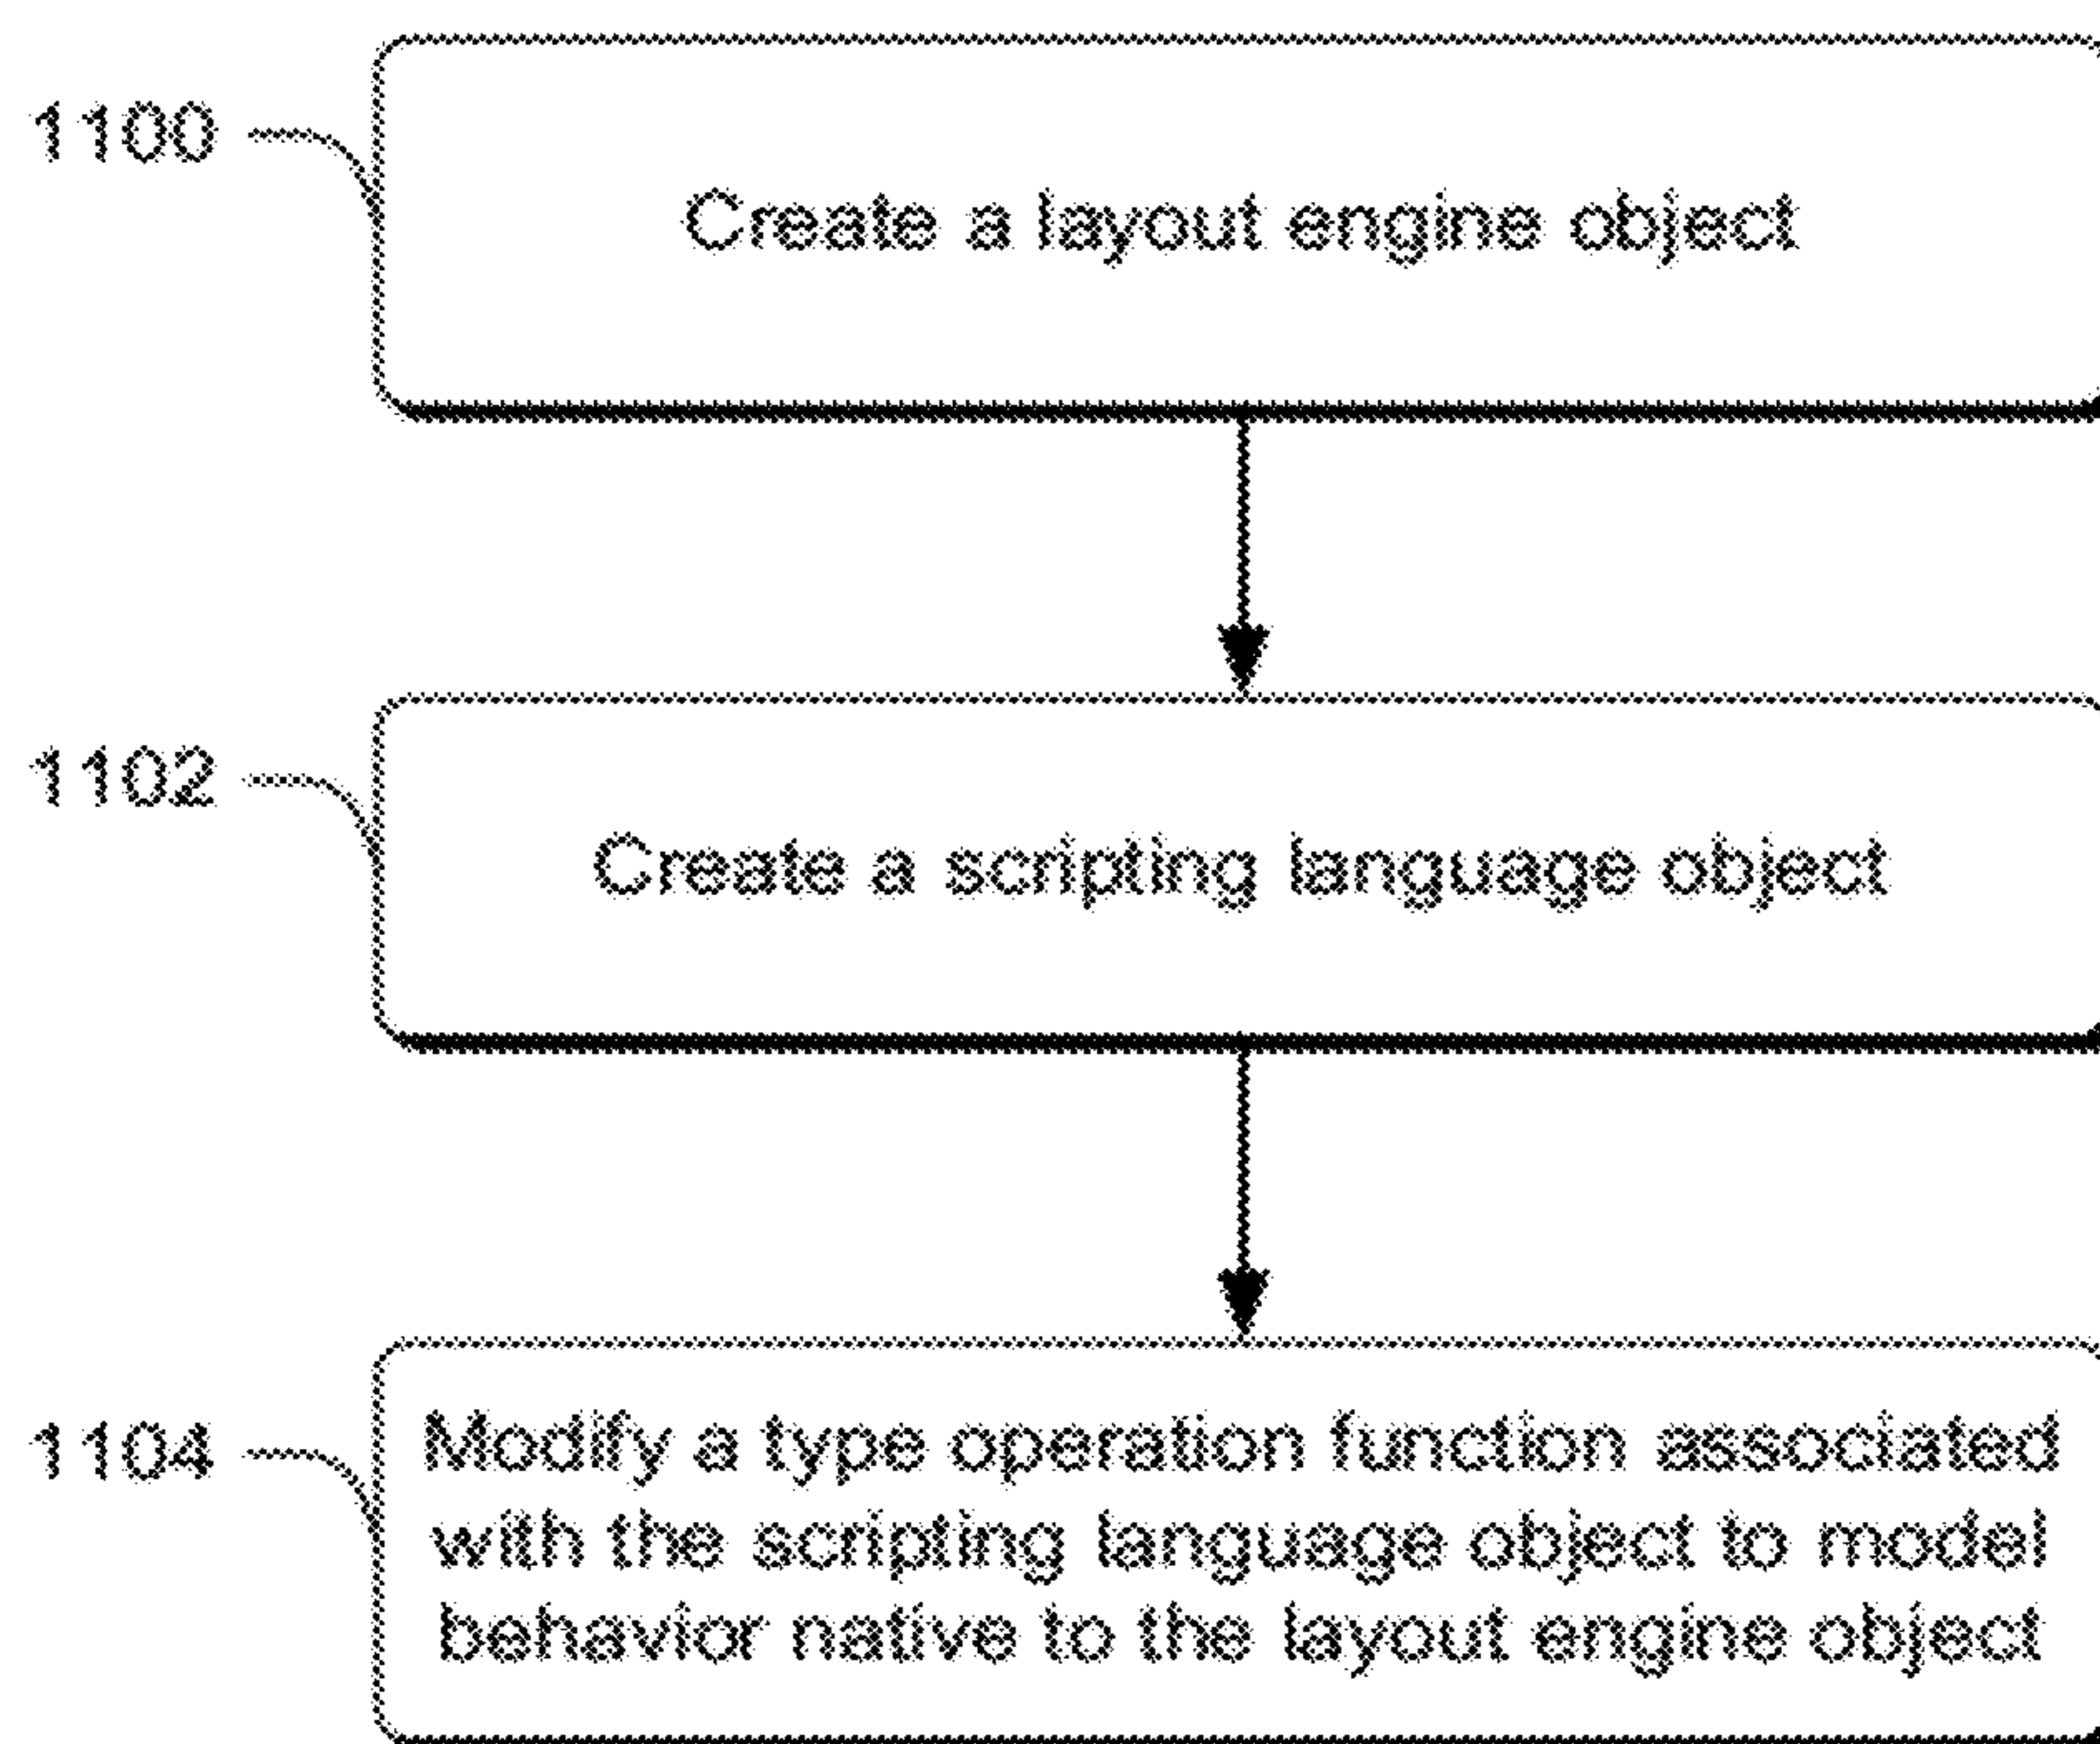 1100
Create a layout engine object
1102
Create a scripting language object
1104
Modify a type operation function associated
with the scripting language object to model
behavior native to the layout engine object